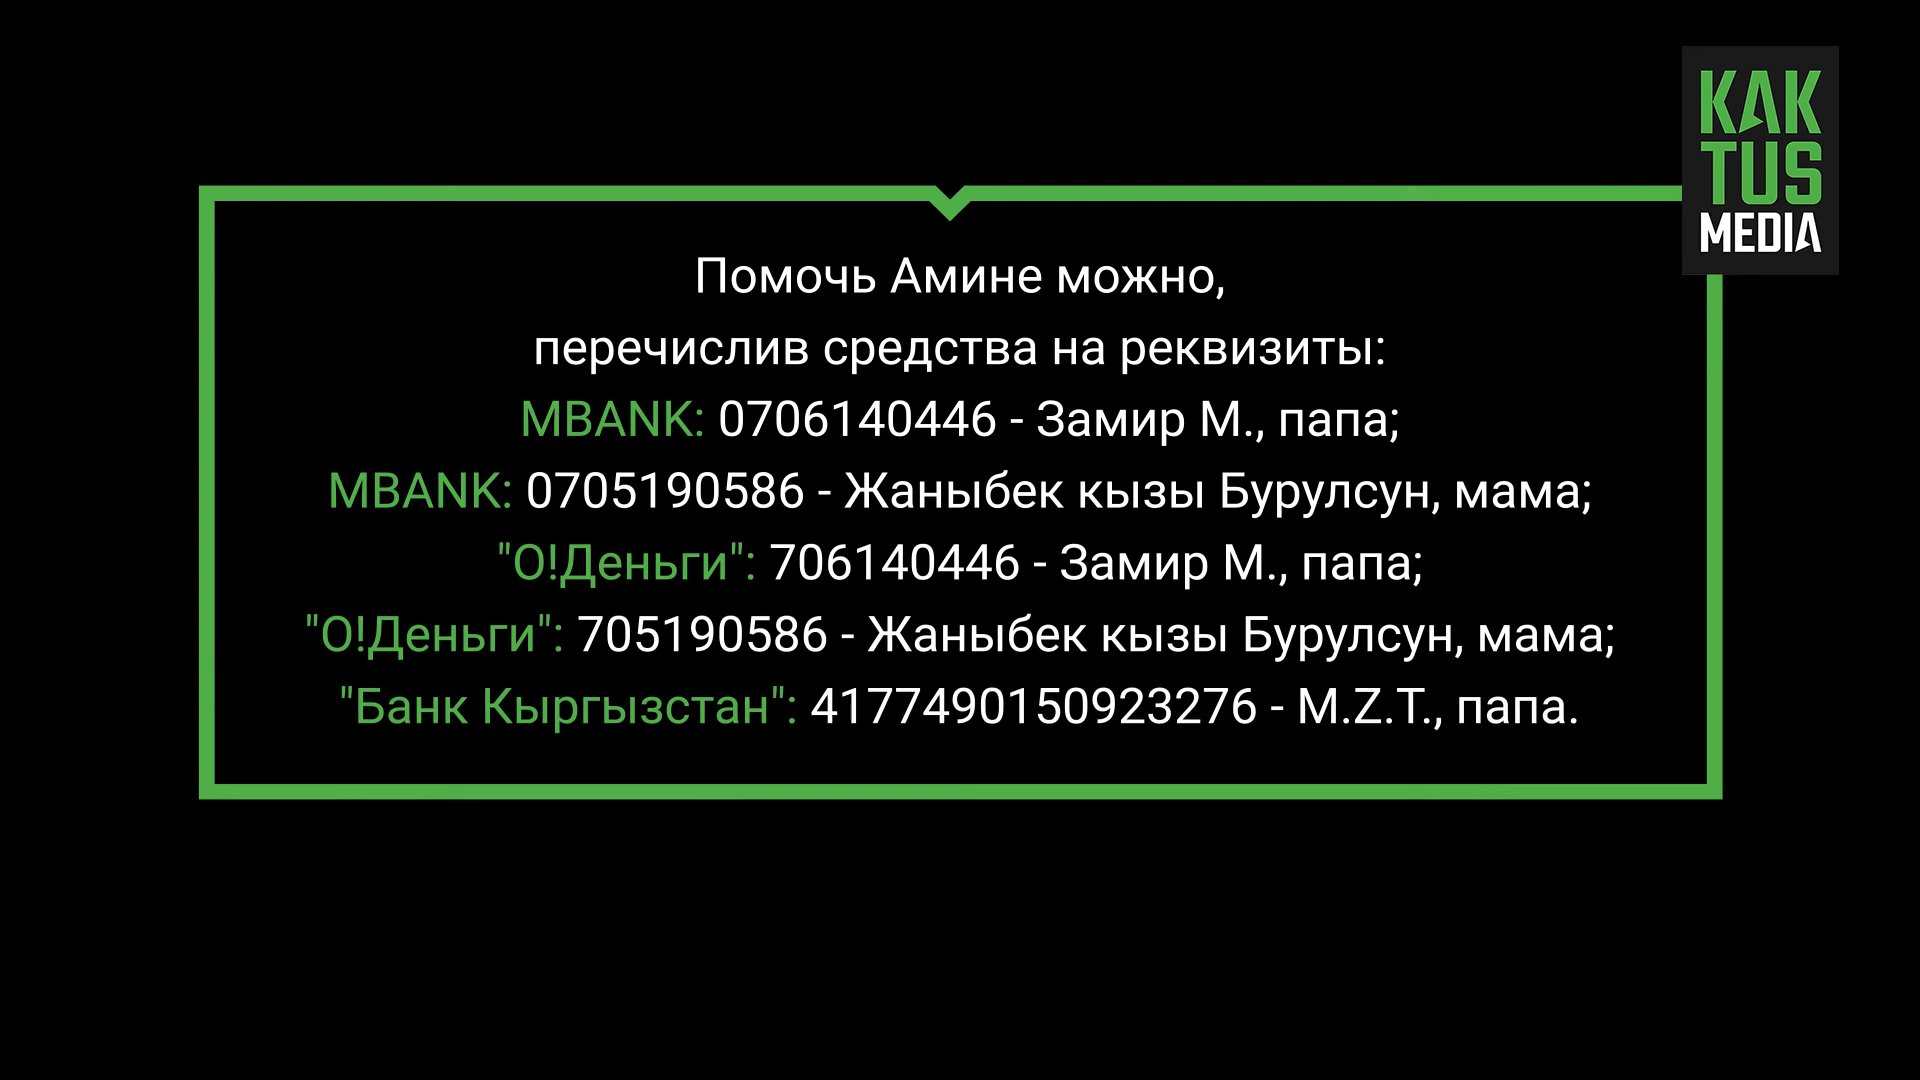 KAK
TUS
MEDIA
Помочь Амине можно,
перечислив средства на реквизиты:
MBANK: 0706140446 - Замир М., папа;
MBANK: 0705190586 - Жаныбек кызы Бурулсун, мама;
"О!Деньги": 706140446 - Замир М., папа;
"О!Деньги": 705190586 - Жаныбек кызы Бурулсун, мама;
"Банк Кыргызстан": 4177490150923276 - M.Z.T., папа.